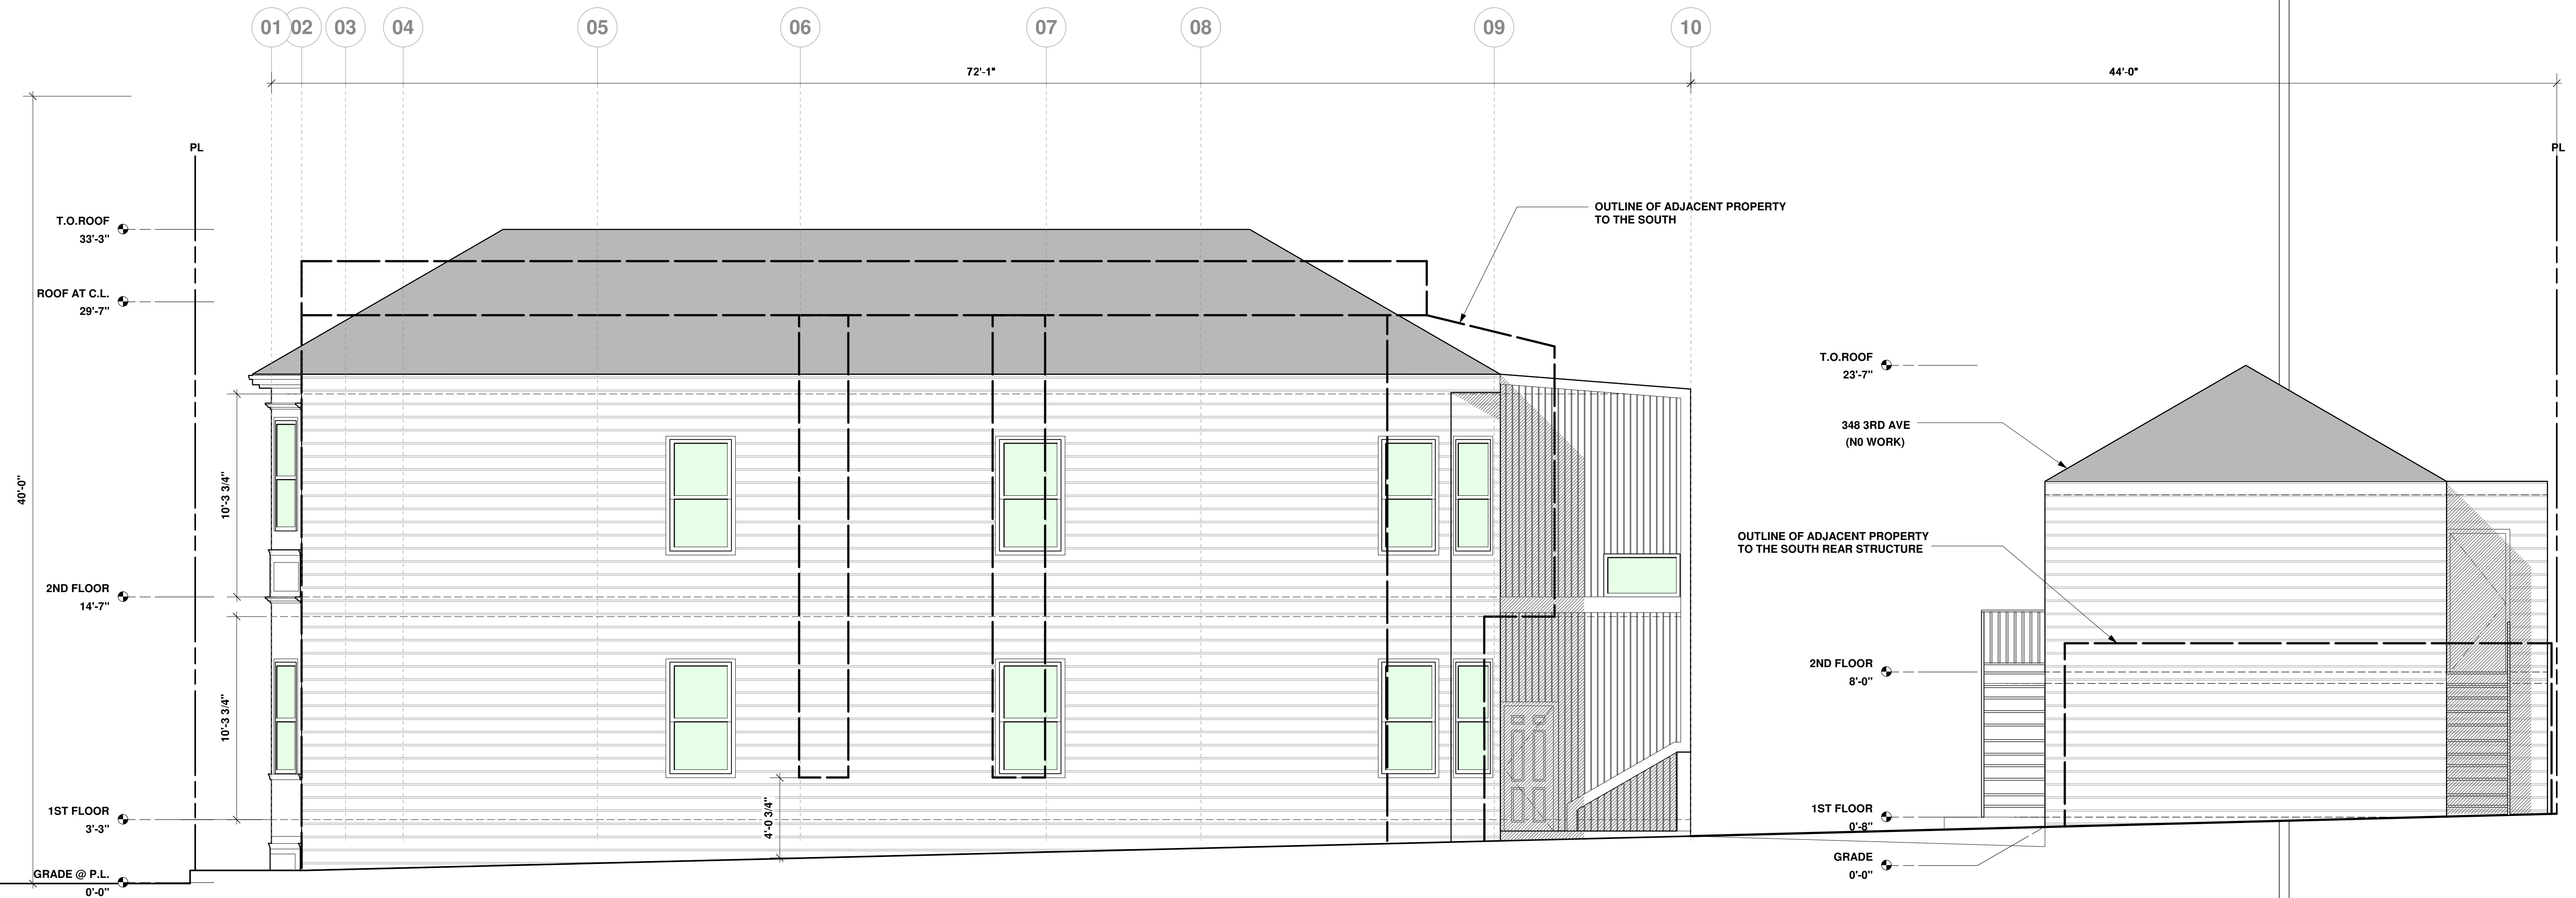 01 02 03 04 05 06 07 08 09 10
72'-1"
44'-0"
PL
PL
T.O.ROOF
33'-3"
OUTLINE OF ADJACENT PROPERTY
TO THE SOUTH
ROOF AT C.L.
29'-7"
T.O.ROOF
23'-7"
348 3RD AVE
(N0 WORK)
40'-0"
10'-3 3/4"
OUTLINE OF ADJACENT PROPERTY
TO THE SOUTH REAR STRUCTURE
2ND FLOOR
14'-7"
2ND FLOOR
8'-0"
10'-3 3/4"
4'-0 3/4"
1ST FLOOR
3'-3"
1ST FLOOR
0'-8"
GRADE
0'-0"
GRADE @ P.L.
0'-0"